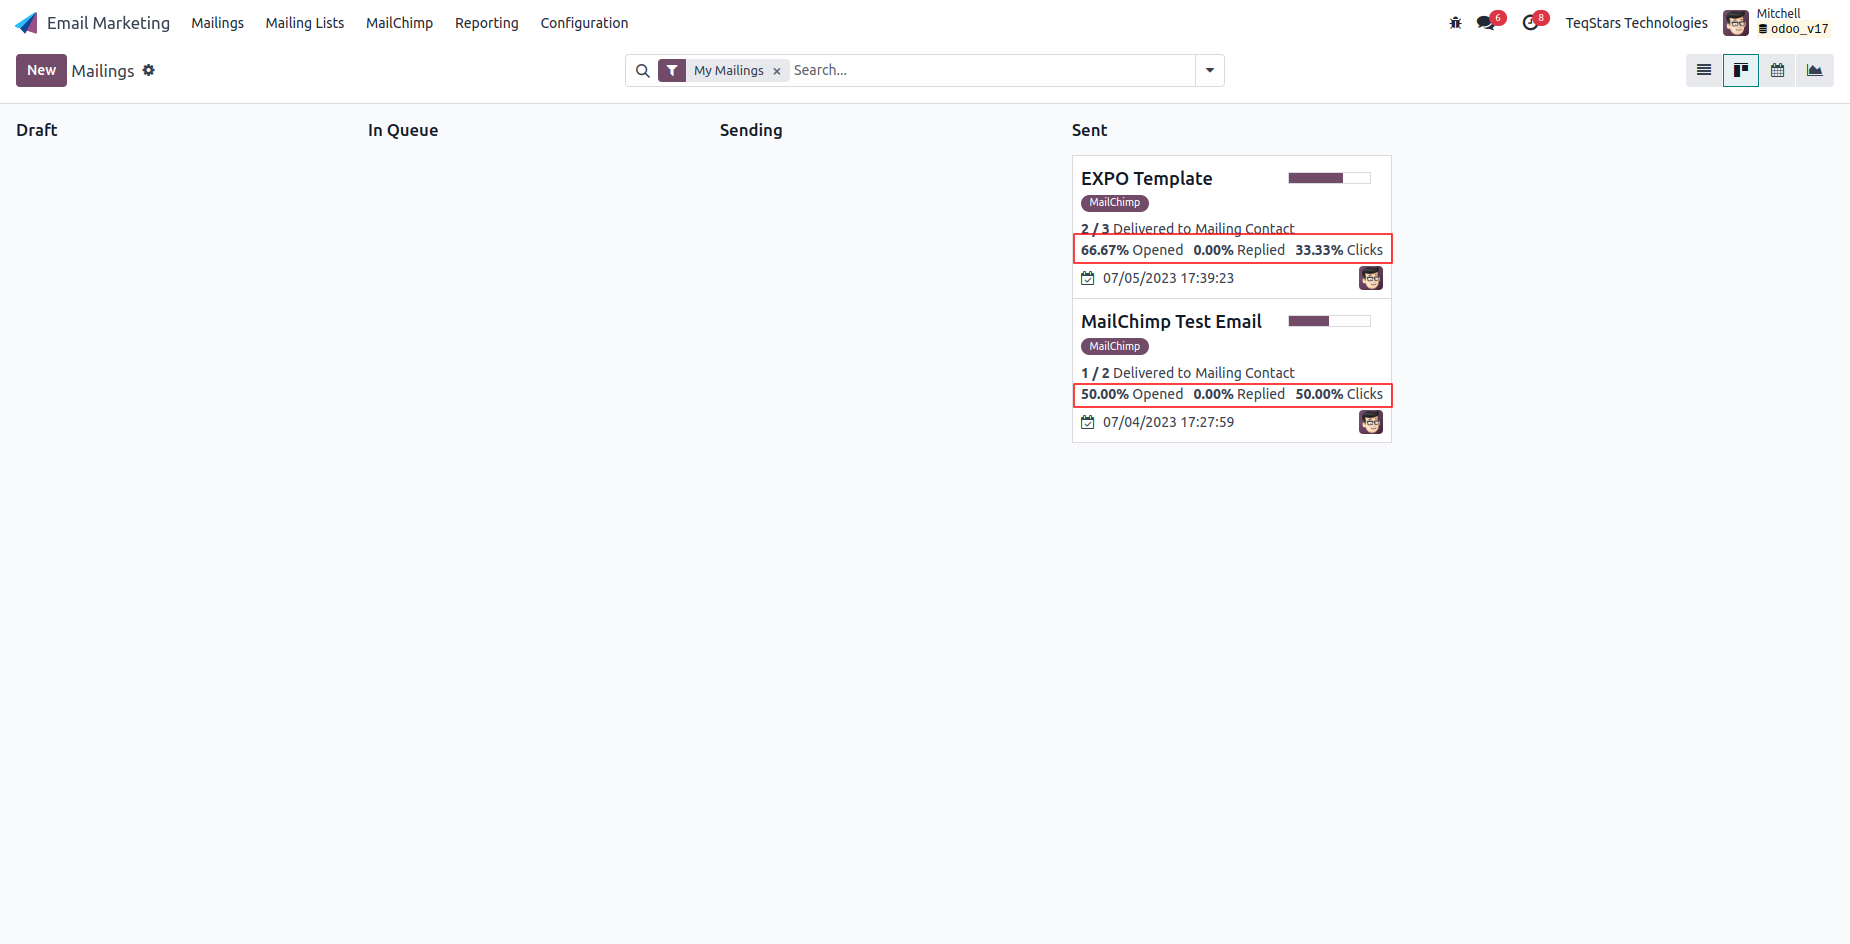 Email Marketing Mailings Mailing Lists MailChimp Reporting Configuration 6 8 TeqStars Technologies Mitchell
odoo_v17
New Mailings My Mailings × Search...
Draft In Queue Sending Sent
EXPO Template
MailChimp
2 / 3 Delivered to Mailing Contact
66.67% Opened 0.00% Replied 33.33% Clicks
07/05/2023 17:39:23
MailChimp Test Email
MailChimp
1 / 2 Delivered to Mailing Contact
50.00% Opened 0.00% Replied 50.00% Clicks
07/04/2023 17:27:59